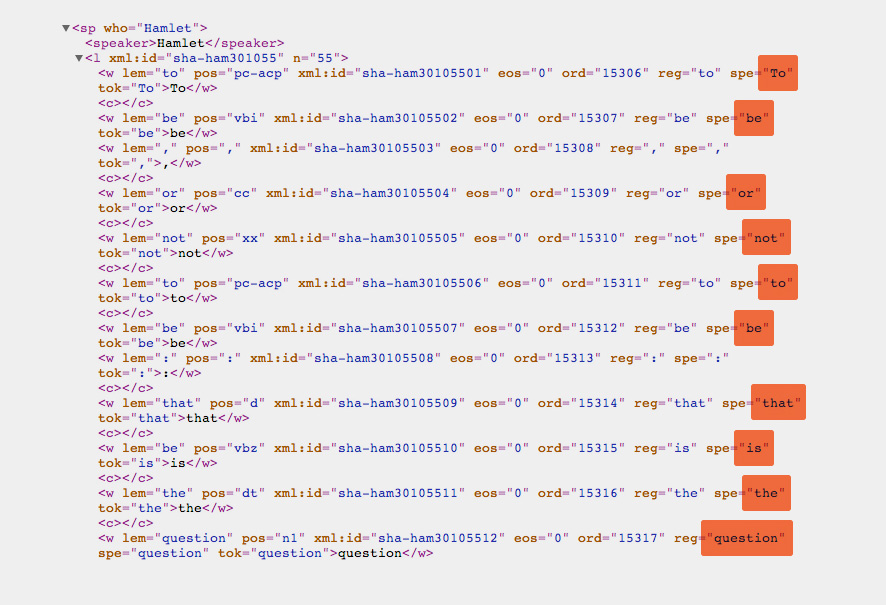 ▼<sp who="Hamlet">
<speaker>Hamlet</speaker>
▼<l xml:id="sha-ham301055" n="55">
<w lem="to" pos="pc-acp" xml:id="sha-ham30105501" eos="0" ord="15306" reg="to" spe="To"
tok="To">To</w>
<c></c>
<w lem="be" pos="vbi" xml:id="sha-ham30105502" eos="0" ord="15307" reg="be" spe="be"
tok="be">be</w>
<w lem="," pos="," xml:id="sha-ham30105503" eos="0" ord="15308" reg="," spe=","
tok=",">,</w>
<c></c>
<w lem="or" pos="cc" xml:id="sha-ham30105504" eos="0" ord="15309" reg="or" spe="or"
tok="or">or</w>
<c></c>
<w lem="not" pos="xx" xml:id="sha-ham30105505" eos="0" ord="15310" reg="not" spe="not"
tok="not">not</w>
<c></c>
<w lem="to" pos="pc-acp" xml:id="sha-ham30105506" eos="0" ord="15311" reg="to" spe="to"
tok="to">to</w>
<c></c>
<w lem="be" pos="vbi" xml:id="sha-ham30105507" eos="0" ord="15312" reg="be" spe="be"
tok="be">be</w>
<w lem=":" pos=":" xml:id="sha-ham30105508" eos="0" ord="15313" reg=":" spe=":"
tok=":">:</w>
<c></c>
<w lem="that" pos="d" xml:id="sha-ham30105509" eos="0" ord="15314" reg="that" spe="that"
tok="that">that</w>
<c></c>
<w lem="be" pos="vbz" xml:id="sha-ham30105510" eos="0" ord="15315" reg="is" spe="is"
tok="is">is</w>
<c></c>
<w lem="the" pos="dt" xml:id="sha-ham30105511" eos="0" ord="15316" reg="the" spe="the"
tok="the">the</w>
<c></c>
<w lem="question" pos="n1" xml:id="sha-ham30105512" eos="0" ord="15317" reg="question"
spe="question" tok="question">question</w>